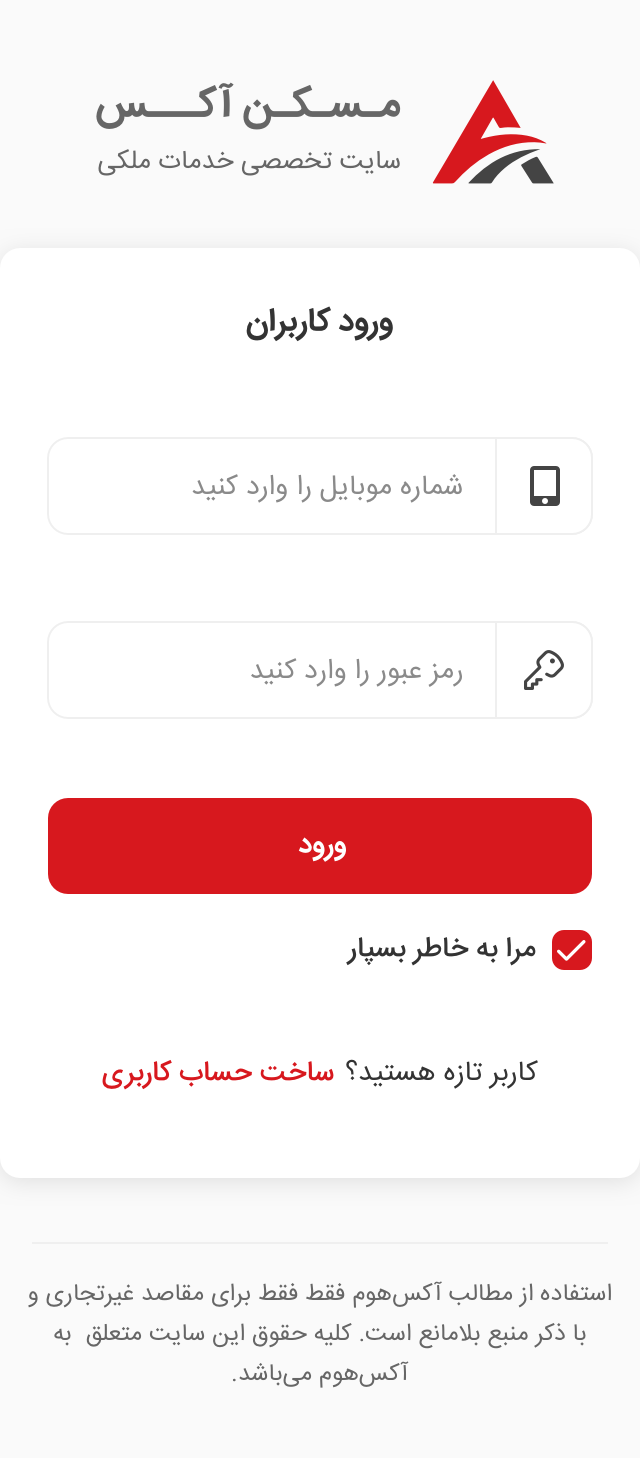 مـسـکـن آکـــس
سایت تخصصی خدمات ملکی
ورود کاربران
شماره موبایل را وارد کنید
رمز عبور را وارد کنید
ورود
مرا به خاطر بسپار
کاربر تازه هستید؟ ساخت حساب کاربری
استفاده از مطالب آکس‌هوم فقط فقط برای مقاصد غیرتجاری و
با ذکر منبع بلامانع است. کلیه حقوق این سایت متعلق به
آکس‌هوم می‌باشد.